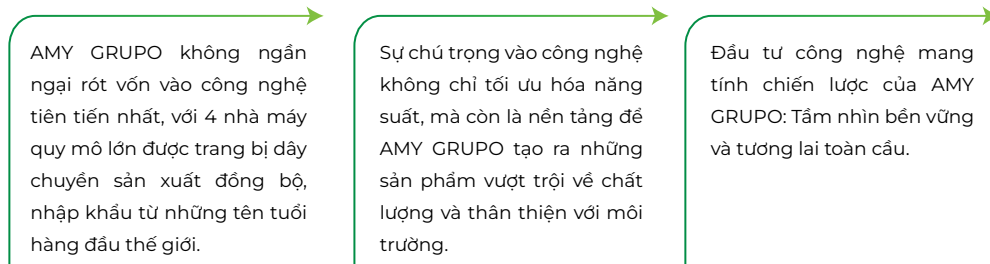 AMY GRUPO không ngần
ngại rót vốn vào công nghệ
tiên tiến nhất, với 4 nhà máy
quy mô lớn được trang bị dây
chuyền sản xuất đồng bộ,
nhập khẩu từ những tên tuổi
hàng đầu thế giới.
Sự chú trọng vào công nghệ
không chỉ tối ưu hóa năng
suất, mà còn là nền tảng để
AMY GRUPO tạo ra những
sản phẩm vượt trội về chất
lượng và thân thiện với môi
trường.
Đầu tư công nghệ mang
tính chiến lược của AMY
GRUPO: Tầm nhìn bền vững
và tương lai toàn cầu.